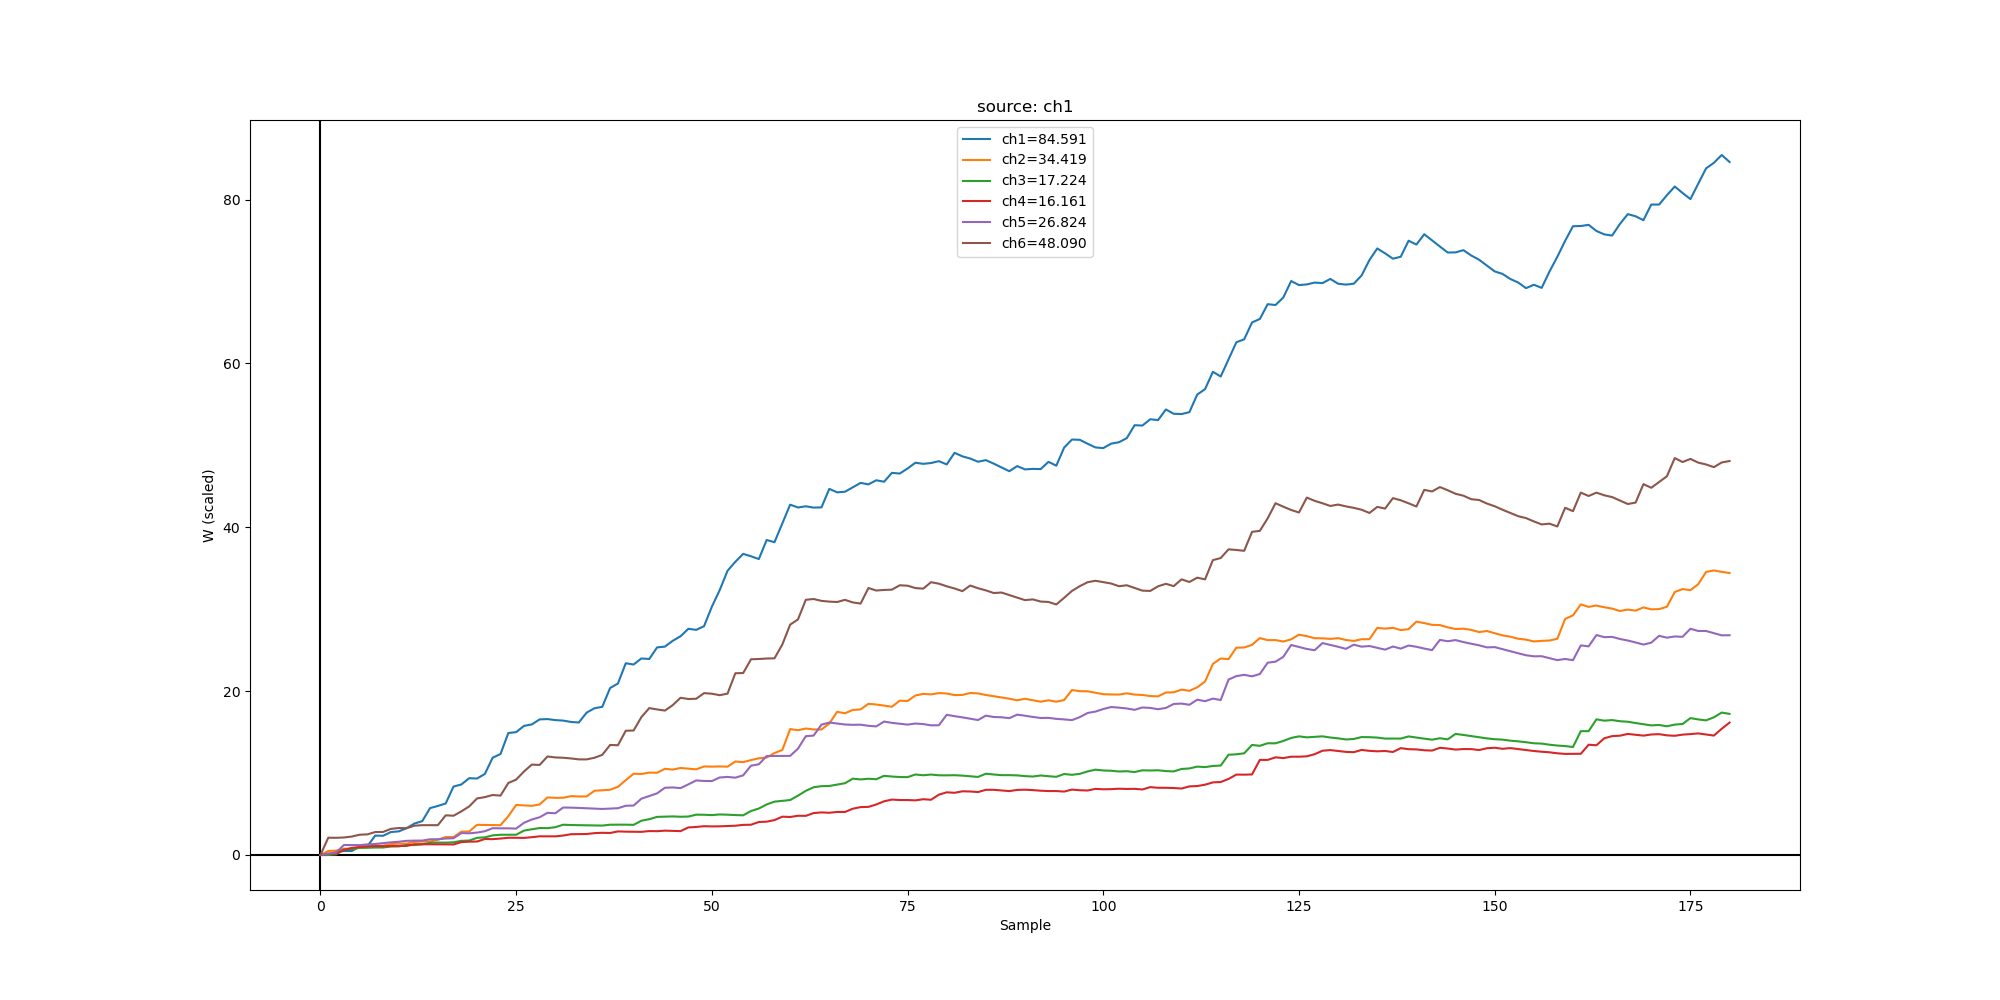 source: ch1
ch1=84.591
ch2=34.419
ch3=17.224
ch4=16.161
ch5=26.824
ch6=48.090
W (scaled)
80
60
40
20
0
0 25 50 75 100 125 150 175
Sample